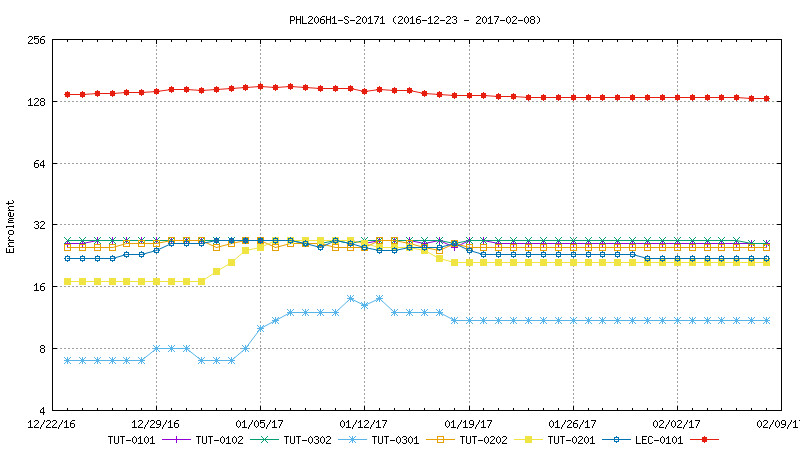 PHL206H1-S-20171 (2016-12-23 - 2017-02-08)
256
128
64
32
16
8
4
Enrolment
12/22/16 12/29/16 01/05/17 01/12/17 01/19/17 01/26/17 02/02/17 02/09/1
TUT-0101 TUT-0102 TUT-0302 TUT-0301 TUT-0202 TUT-0201 LEC-0101